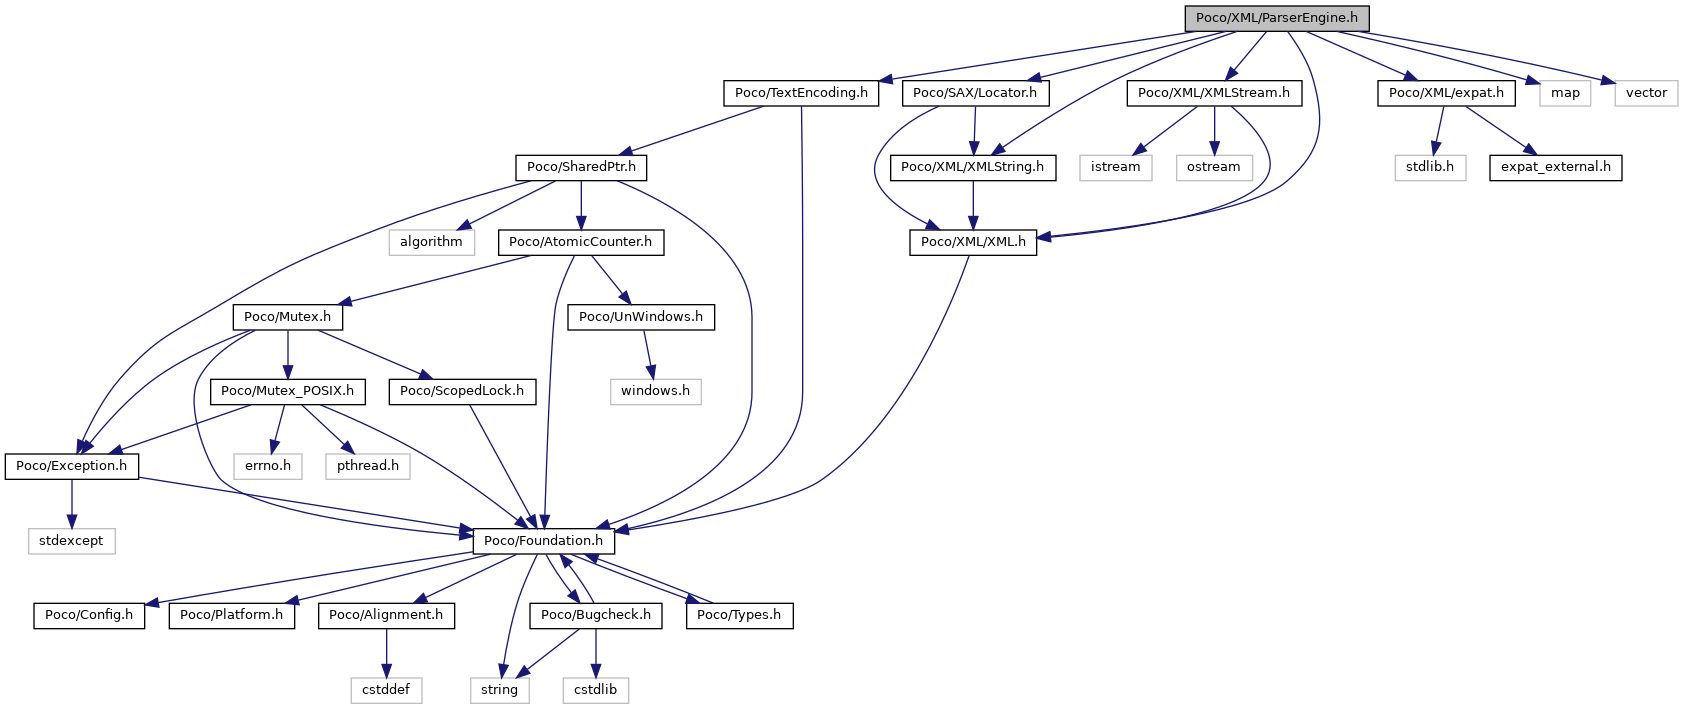 Poco/XML/ParserEngine.h
Poco/TextEncoding.h
Poco/SAX/Locator.h
Poco/XML/XMLStream.h
Poco/XML/expat.h
map
vector
Poco/SharedPtr.h
Poco/XML/XMLString.h
istream
ostream
stdlib.h
expat_external.h
algorithm
Poco/AtomicCounter.h
Poco/XML/XML.h
Poco/Mutex.h
Poco/UnWindows.h
Poco/Mutex_POSIX.h
Poco/ScopedLock.h
windows.h
Poco/Exception.h
errno.h
pthread.h
stdexcept
Poco/Foundation.h
Poco/Config.h
Poco/Platform.h
Poco/Alignment.h
Poco/Bugcheck.h
Poco/Types.h
cstddef
string
cstdlib